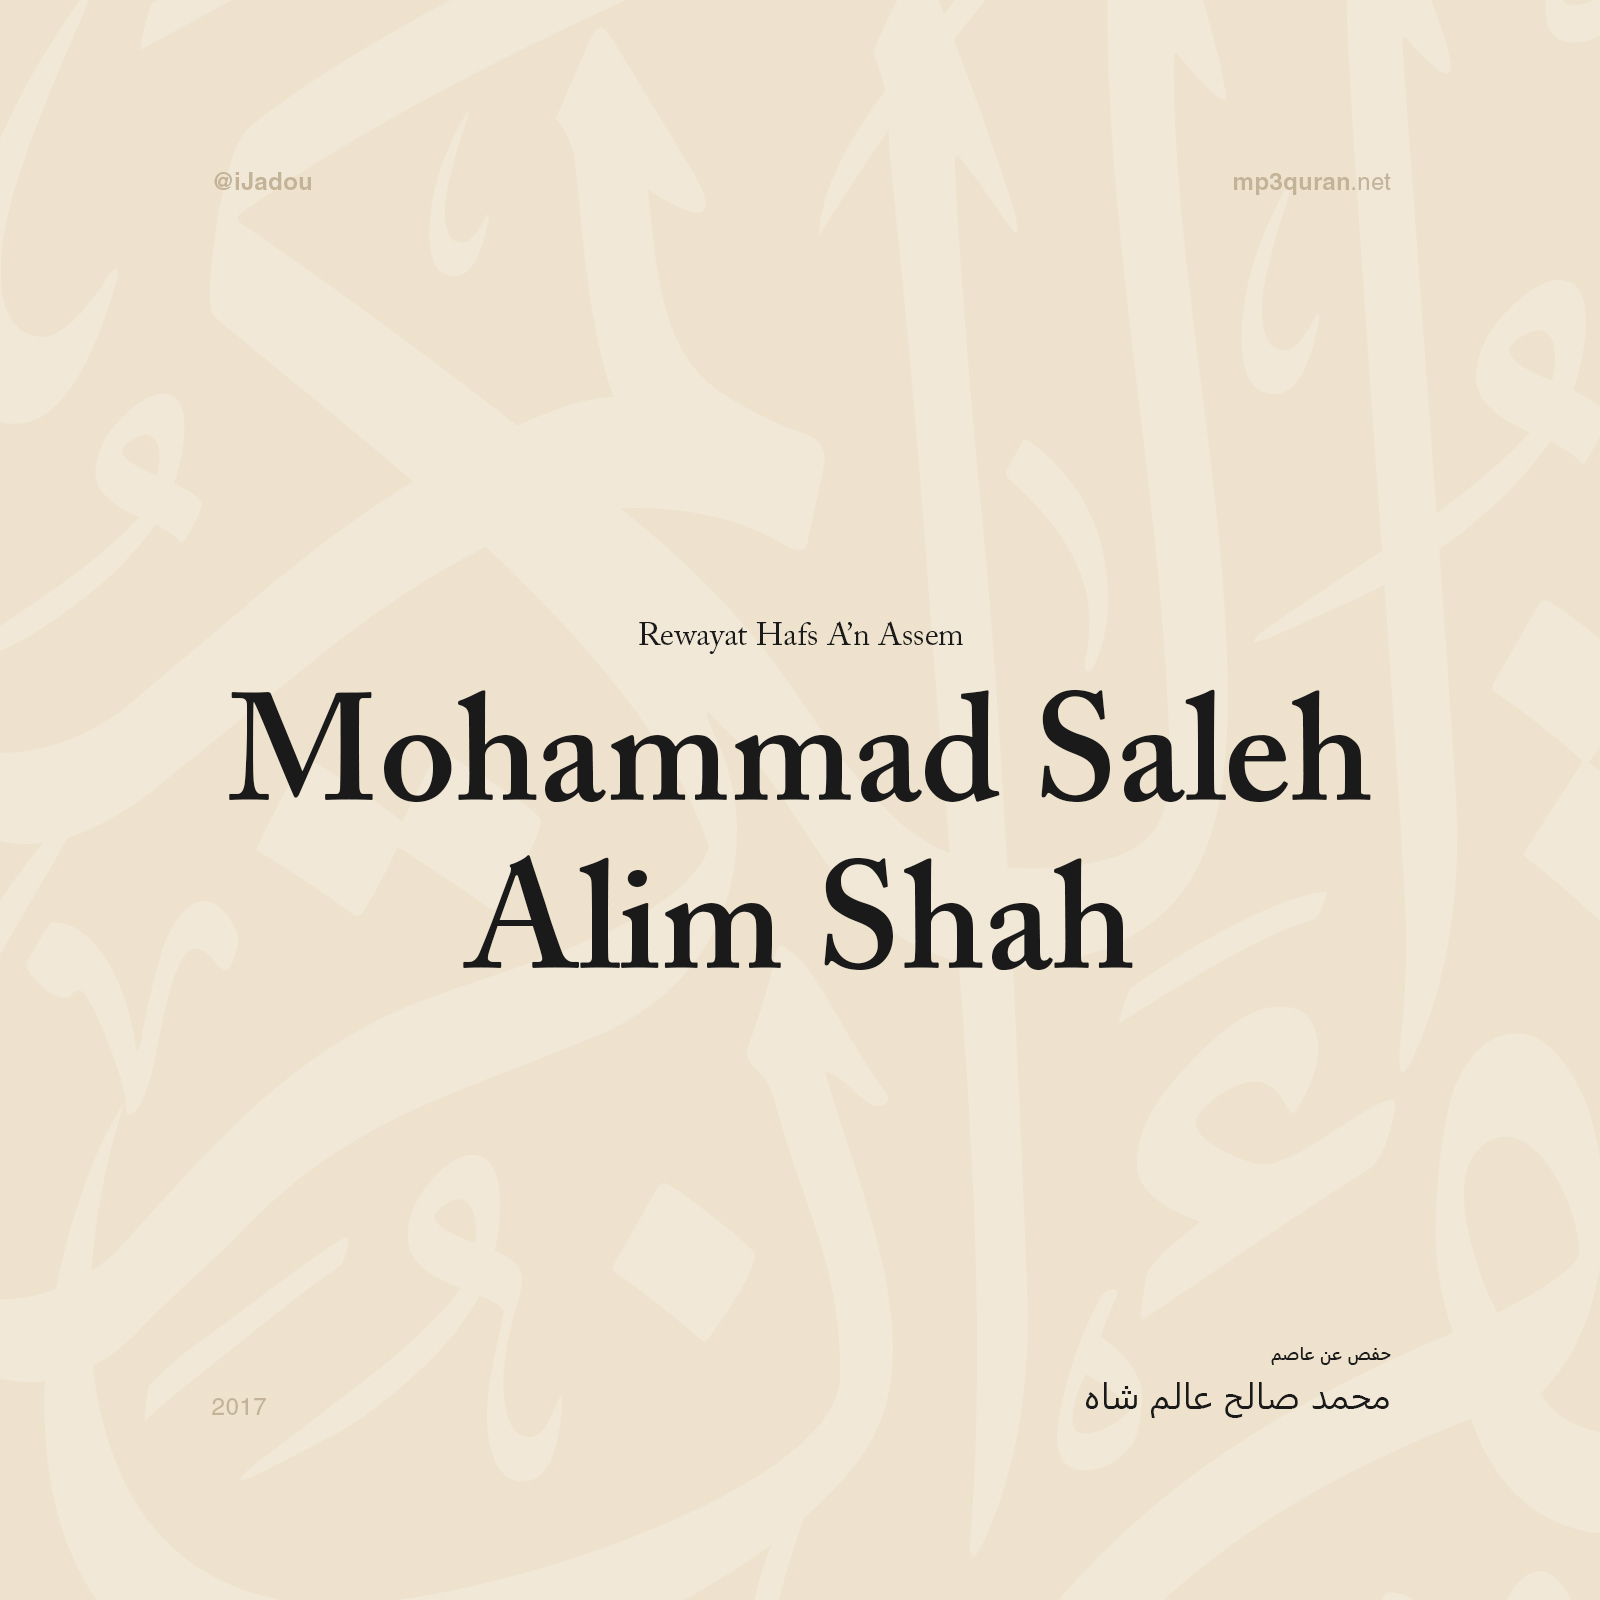 @iJadou
mp3quran.net
Rewayat Hafs A’n Assem
Mohammad Saleh
Alim Shah
حفص عن عاصم
محمد صالح عالم شاه
2017